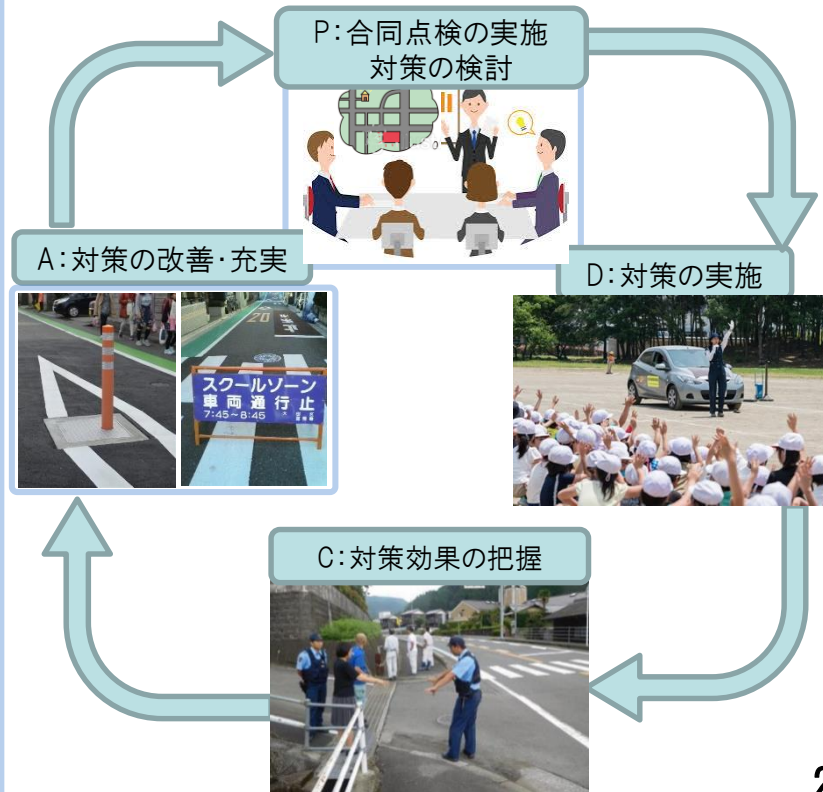 P:合同点検の実施
対策の検討
A:対策の改善・充実
D:対策の実施
20
スクールゾーン
車両通行止
7:45~8:45
C:対策効果の把握
2